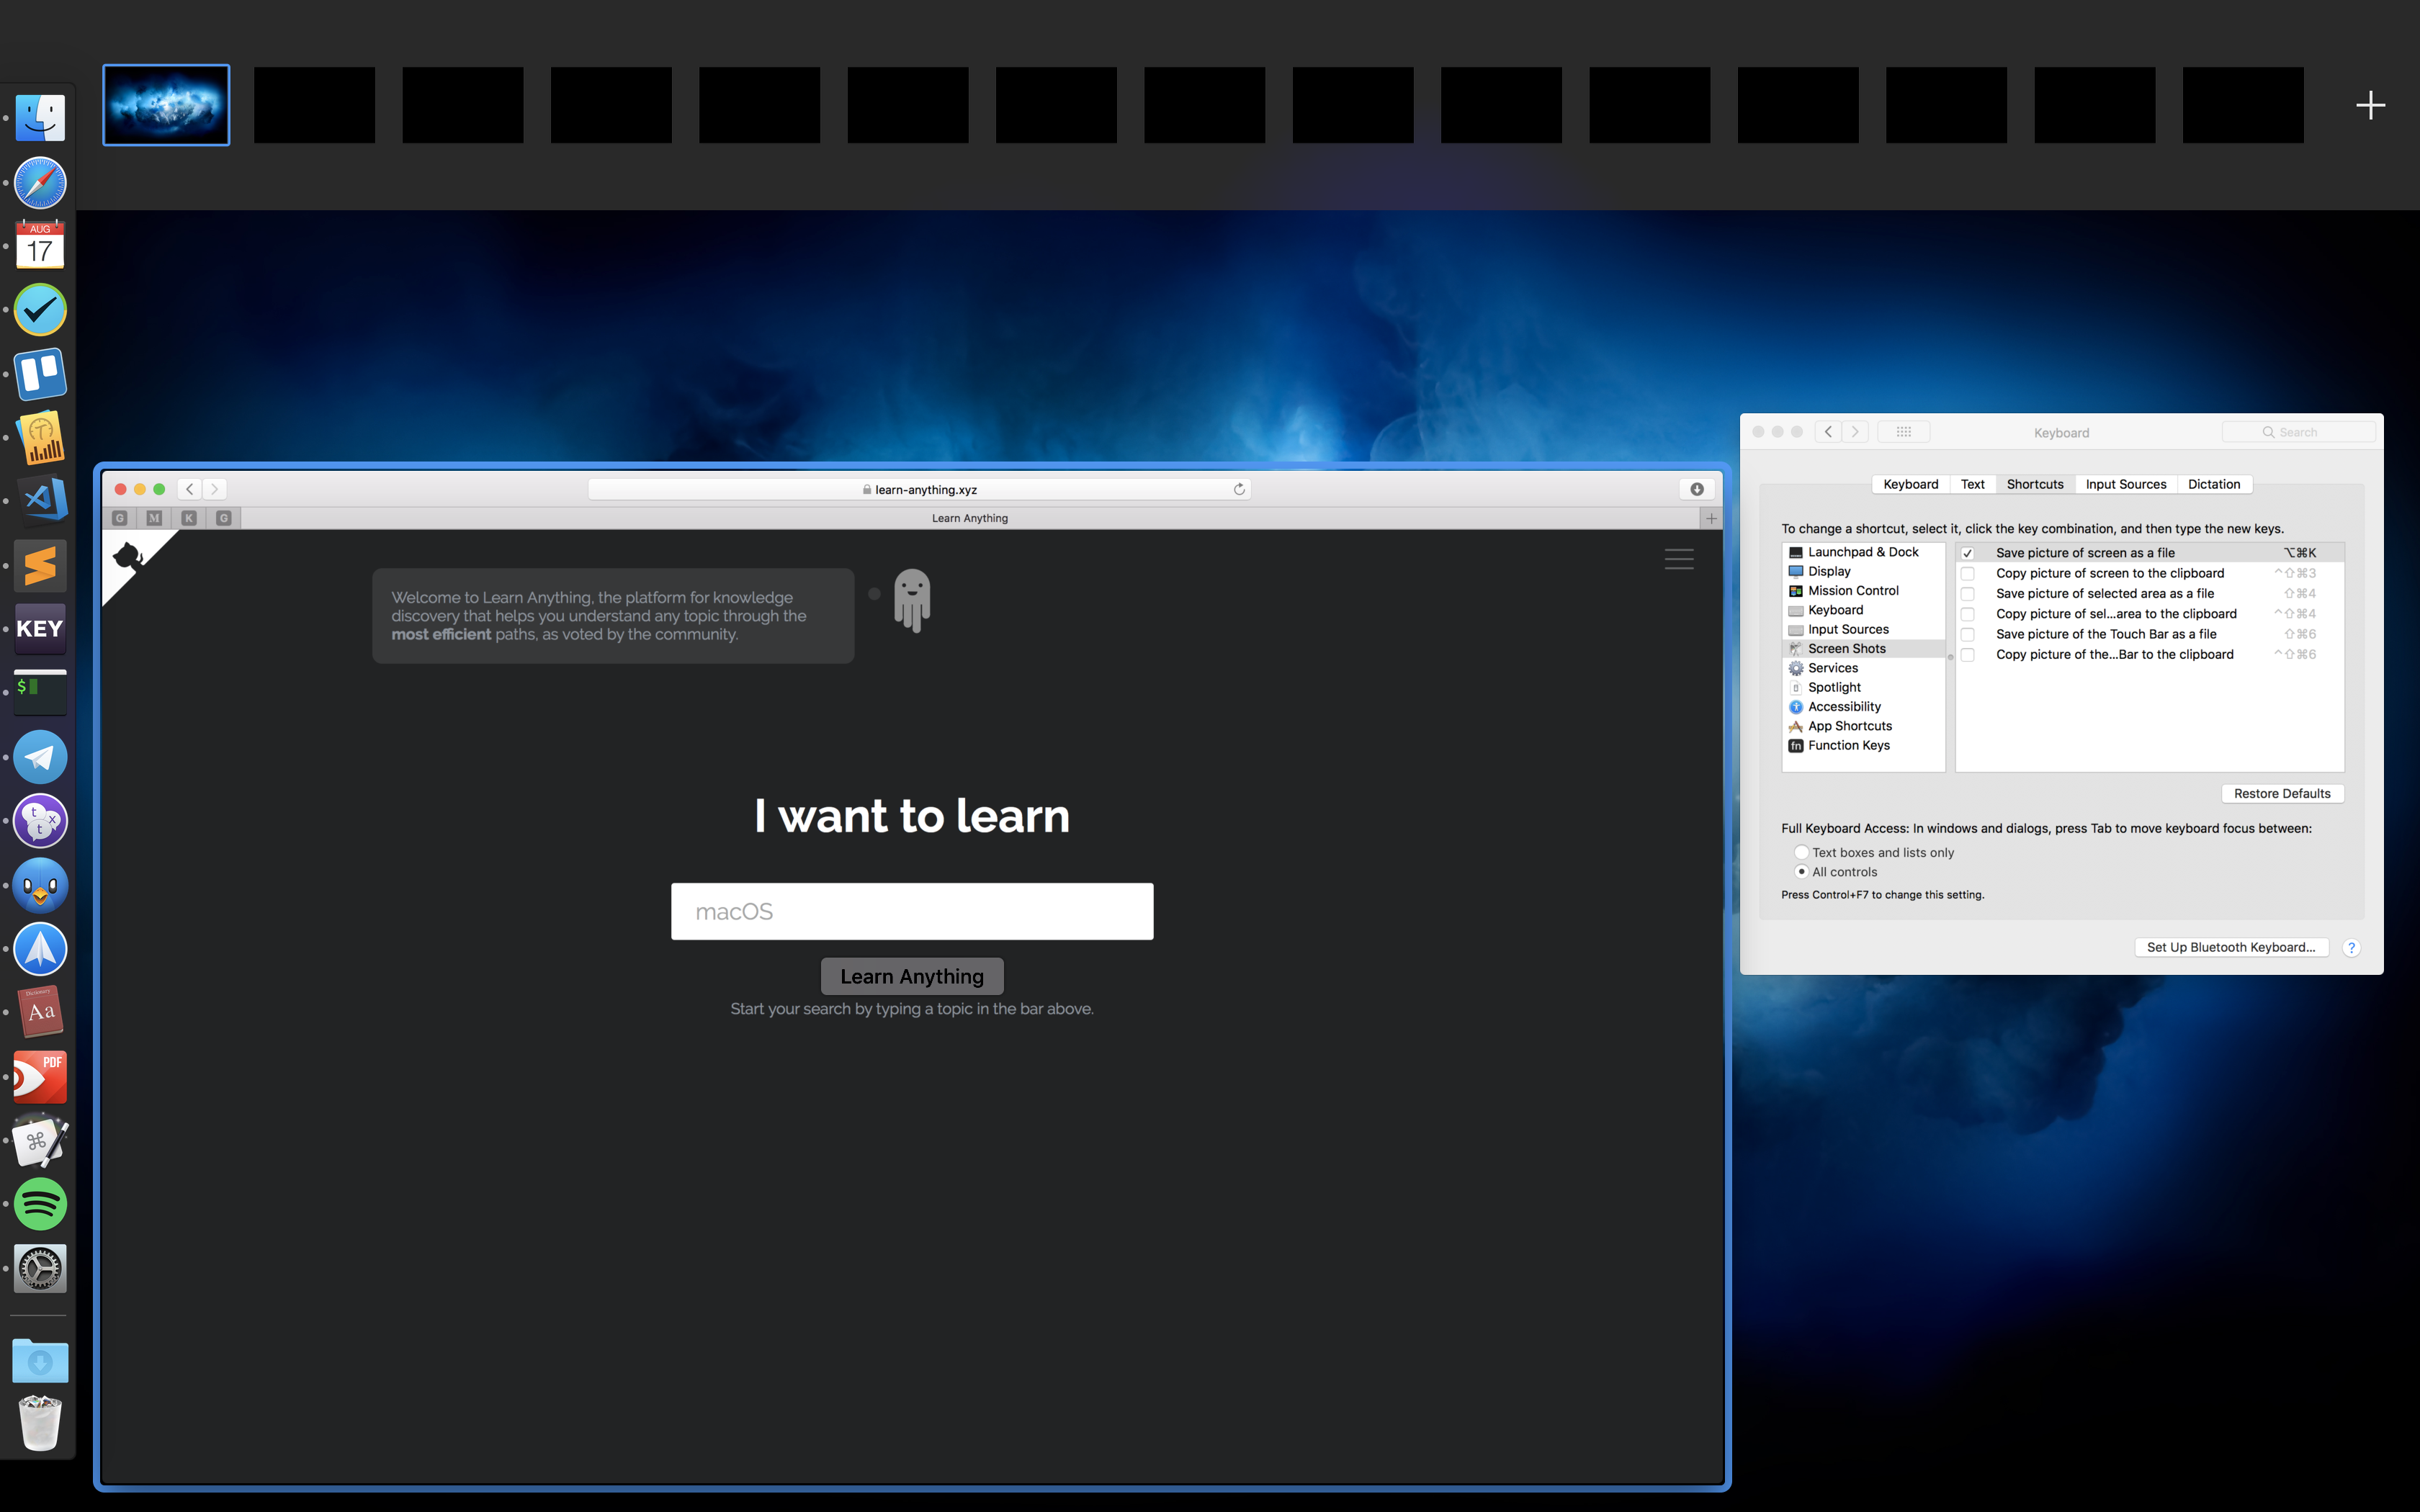 AUG
17
KEY
$
t
x
t
Dictionary
Aa
PDF
⌘
learn-anything.xyz
G
M
K
G
Learn Anything
Welcome to Learn Anything, the platform for knowledge
discovery that helps you understand any topic through the
most efficient paths, as voted by the community.
I want to learn
macOS
Learn Anything
Start your search by typing a topic in the bar above.
Keyboard
Search
Keyboard Text Shortcuts Input Sources Dictation
To change a shortcut, select it, click the key combination, and then type the new keys.
Launchpad & Dock
Display
Mission Control
Keyboard
Input Sources
Screen Shots
Services
Spotlight
Accessibility
App Shortcuts
fn Function Keys
Save picture of screen as a file ⌥⌘K
Copy picture of screen to the clipboard ^⇧⌘3
Save picture of selected area as a file ⇧⌘4
Copy picture of sel...area to the clipboard ^⇧⌘4
Save picture of the Touch Bar as a file ⇧⌘6
Copy picture of the...Bar to the clipboard ^⇧⌘6
Restore Defaults
Full Keyboard Access: In windows and dialogs, press Tab to move keyboard focus between:
Text boxes and lists only
All controls
Press Control+F7 to change this setting.
Set Up Bluetooth Keyboard...
?